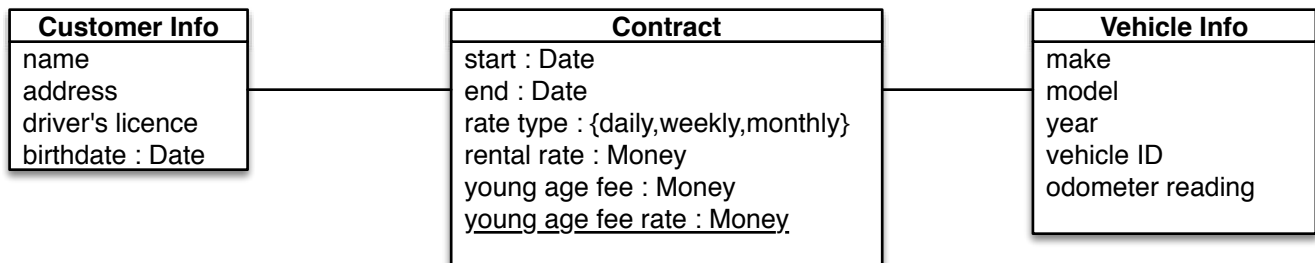 Customer Info
name
address
driver's licence
birthdate : Date
Contract
start : Date
end : Date
rate type : {daily,weekly,monthly}
rental rate : Money
young age fee : Money
young age fee rate : Money
Vehicle Info
make
model
year
vehicle ID
odometer reading